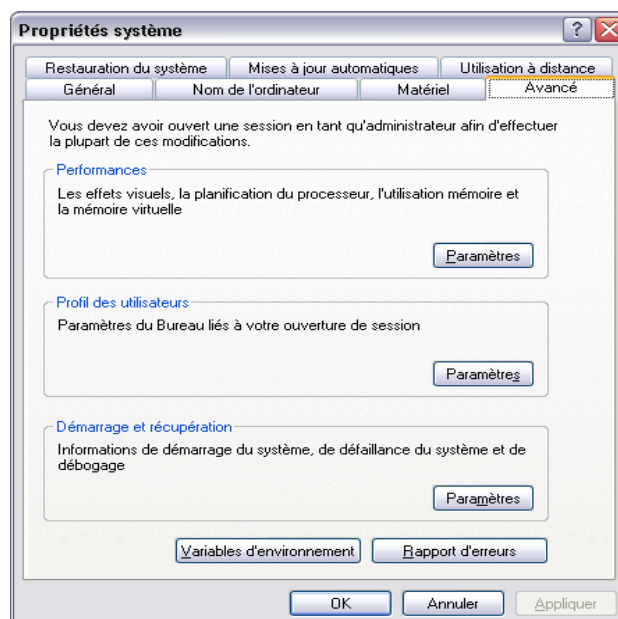 Propriétés système
Restauration du système Mises à jour automatiques Utilisation à distance
Général Nom de l'ordinateur Matériel Avancé
Vous devez avoir ouvert une session en tant qu'administrateur afin d'effectuer
la plupart de ces modifications.
Performances
Les effets visuels, la planification du processeur, l'utilisation mémoire et
la mémoire virtuelle
Paramètres
Profil des utilisateurs
Paramètres du Bureau liés à votre ouverture de session
Paramètres
Démarrage et récupération
Informations de démarrage du système, de défaillance du système et de
débogage
Paramètres
Variables d'environnement Rapport d'erreurs
OK Annuler Appliquer